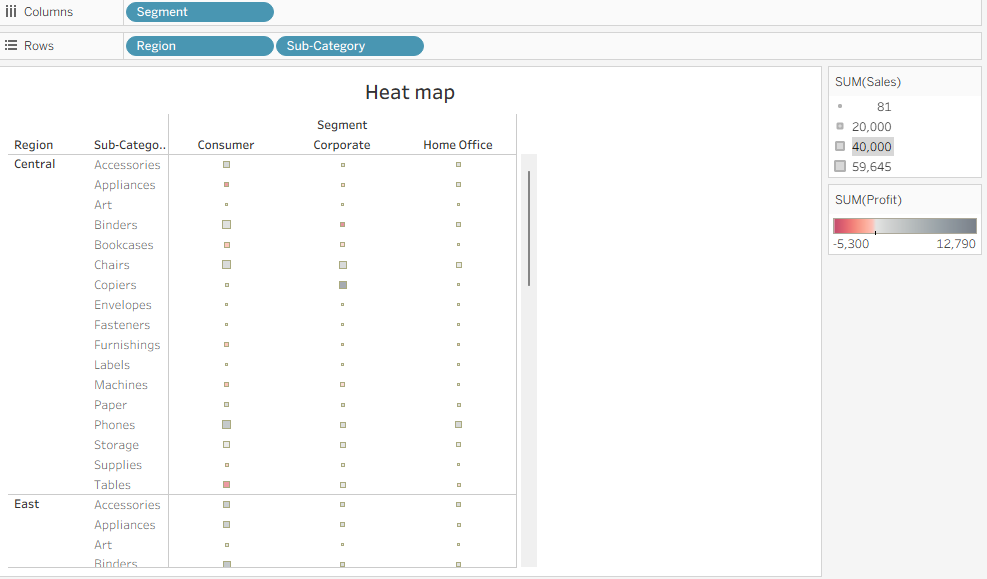 Columns Segment
Rows Region Sub-Category
Heat map
Segment
Region Sub-Catego.. Consumer Corporate Home Office
Central Accessories
Appliances
Art
Binders
Bookcases
Chairs
Copiers
Envelopes
Fasteners
Furnishings
Labels
Machines
Paper
Phones
Storage
Supplies
Tables
East Accessories
Appliances
Art
Binders
SUM(Sales)
81
20,000
40,000
59,645
SUM(Profit)
-5,300 12,790